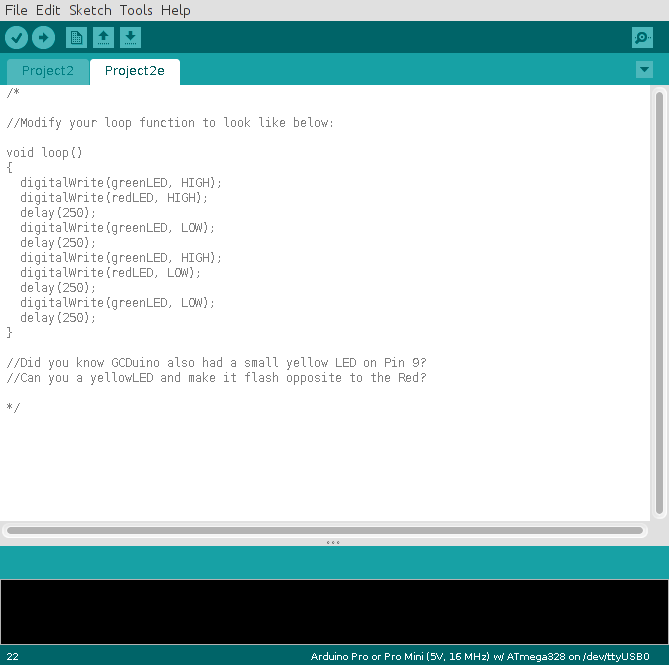 File Edit Sketch Tools Help
Project2 Project2e
/*
//Modify your loop function to look like below:
void loop()
{
  digitalWrite(greenLED, HIGH);
  digitalWrite(redLED, HIGH);
  delay(250);
  digitalWrite(greenLED, LOW);
  delay(250);
  digitalWrite(greenLED, HIGH);
  digitalWrite(redLED, LOW);
  delay(250);
  digitalWrite(greenLED, LOW);
  delay(250);
}
//Did you know GCDuino also had a small yellow LED on Pin 9?
//Can you a yellowLED and make it flash opposite to the Red?
*/
22 Arduino Pro or Pro Mini (5V, 16 MHz) w/ ATmega328 on /dev/ttyUSB0